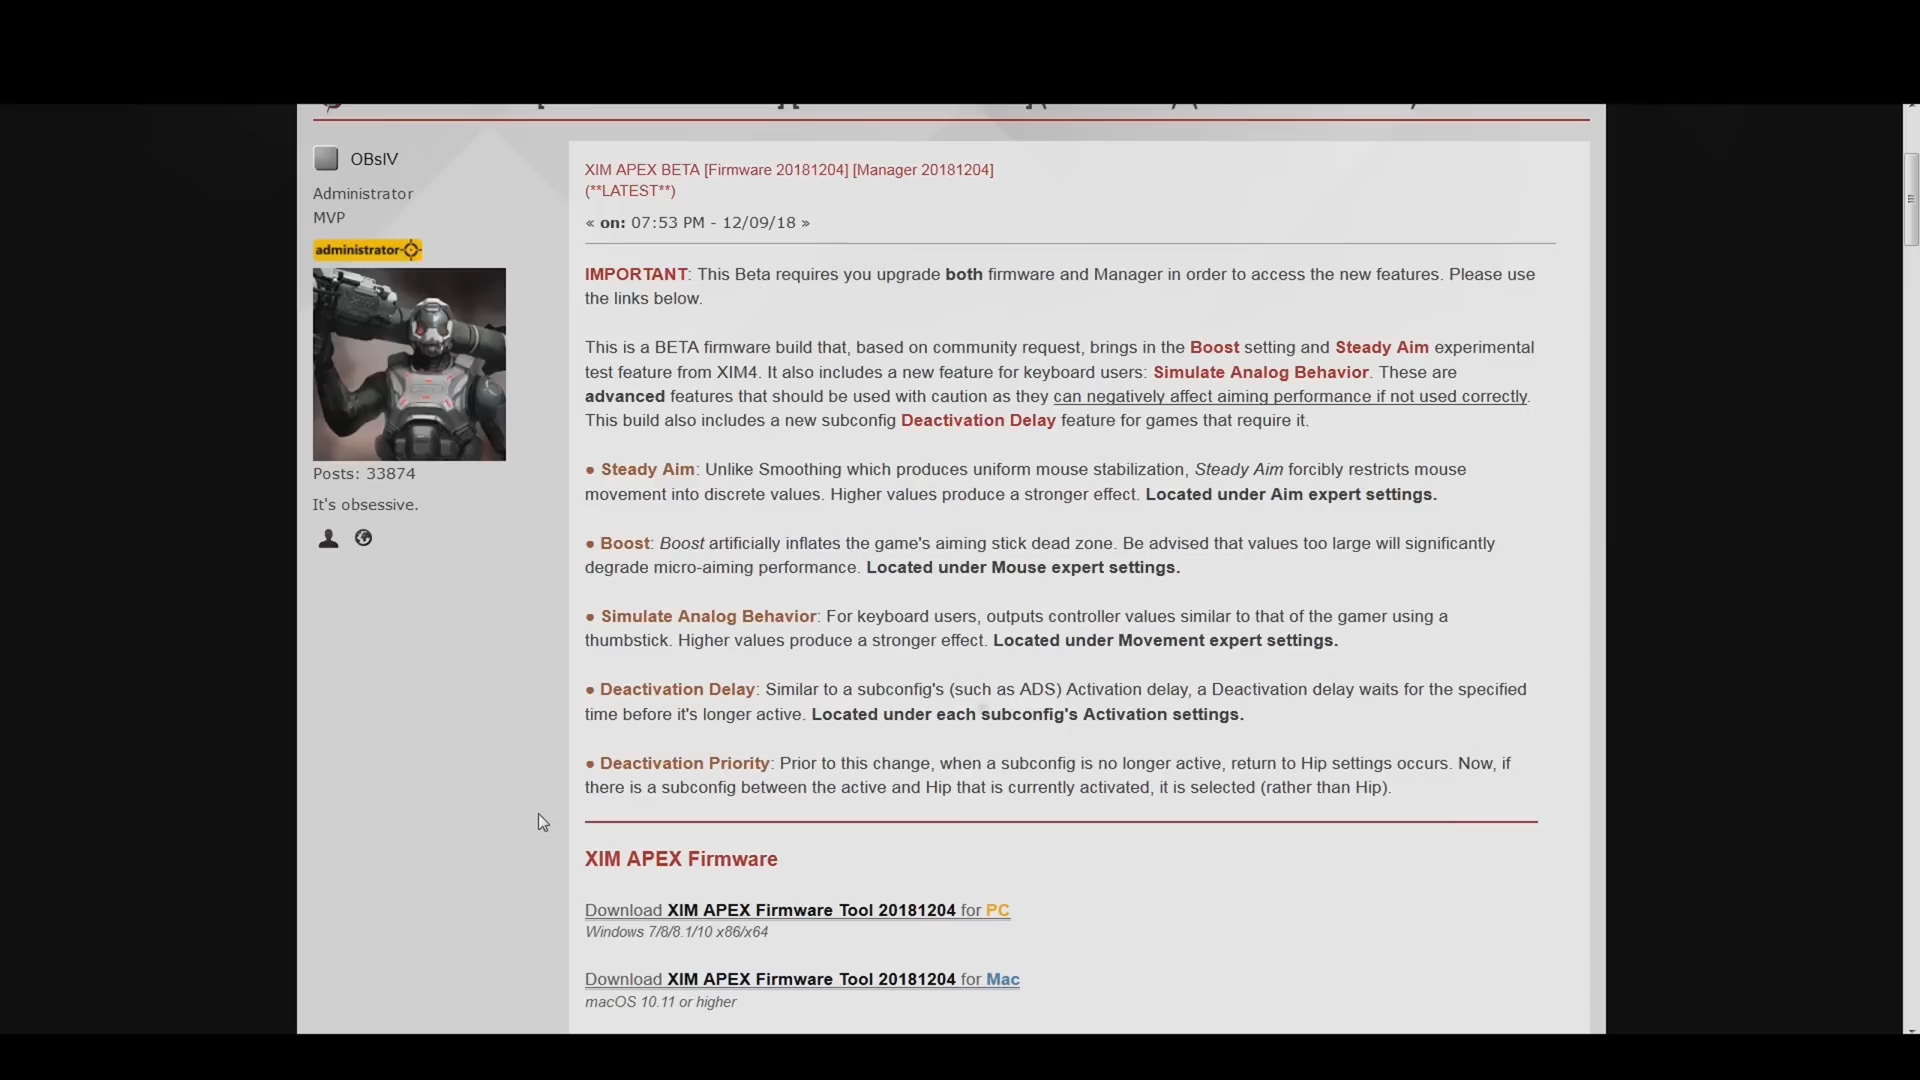 OBsIV
Administrator
MVP
administrator
Posts: 33874
It's obsessive.
XIM APEX BETA [Firmware 20181204] [Manager 20181204]
(**LATEST**)
« on: 07:53 PM - 12/09/18 »
IMPORTANT: This Beta requires you upgrade both firmware and Manager in order to access the new features. Please use
the links below.
This is a BETA firmware build that, based on community request, brings in the Boost setting and Steady Aim experimental
test feature from XIM4. It also includes a new feature for keyboard users: Simulate Analog Behavior. These are
advanced features that should be used with caution as they can negatively affect aiming performance if not used correctly.
This build also includes a new subconfig Deactivation Delay feature for games that require it.
● Steady Aim: Unlike Smoothing which produces uniform mouse stabilization, Steady Aim forcibly restricts mouse
movement into discrete values. Higher values produce a stronger effect. Located under Aim expert settings.
● Boost: Boost artificially inflates the game's aiming stick dead zone. Be advised that values too large will significantly
degrade micro-aiming performance. Located under Mouse expert settings.
● Simulate Analog Behavior: For keyboard users, outputs controller values similar to that of the gamer using a
thumbstick. Higher values produce a stronger effect. Located under Movement expert settings.
● Deactivation Delay: Similar to a subconfig's (such as ADS) Activation delay, a Deactivation delay waits for the specified
time before it's longer active. Located under each subconfig's Activation settings.
● Deactivation Priority: Prior to this change, when a subconfig is no longer active, return to Hip settings occurs. Now, if
there is a subconfig between the active and Hip that is currently activated, it is selected (rather than Hip).
XIM APEX Firmware
Download XIM APEX Firmware Tool 20181204 for PC
Windows 7/8/8.1/10 x86/x64
Download XIM APEX Firmware Tool 20181204 for Mac
macOS 10.11 or higher